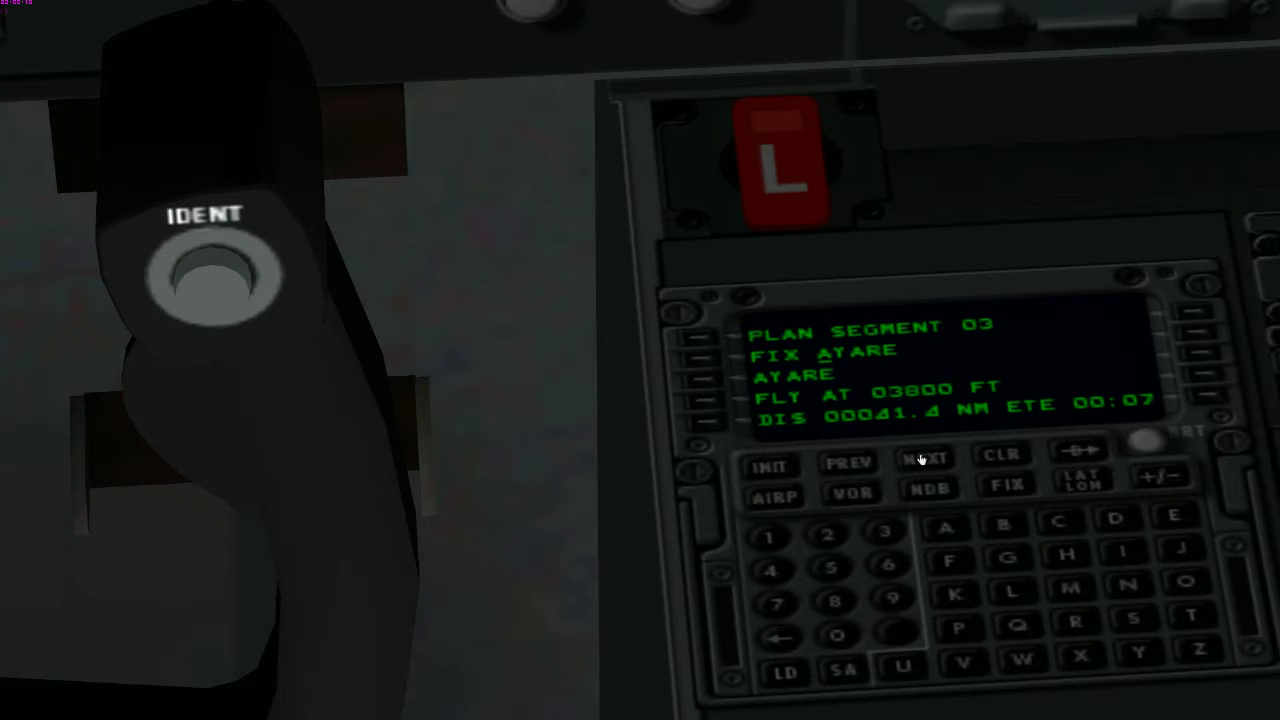 IDENT
L
PLAN SEGMENT 03
FIX AYARE
AYARE
FLY AT 03800 FT
DIS 00041.4 NM ETE 00:07
INIT PREV NEXT CLR D
AIRP VOR NDB FIX LAT LON +/-
1 2 3 A B C D E
4 5 6 F G H I J
7 8 9 K L M N O
← 0 P Q R S T
LD SA U V W X Y Z